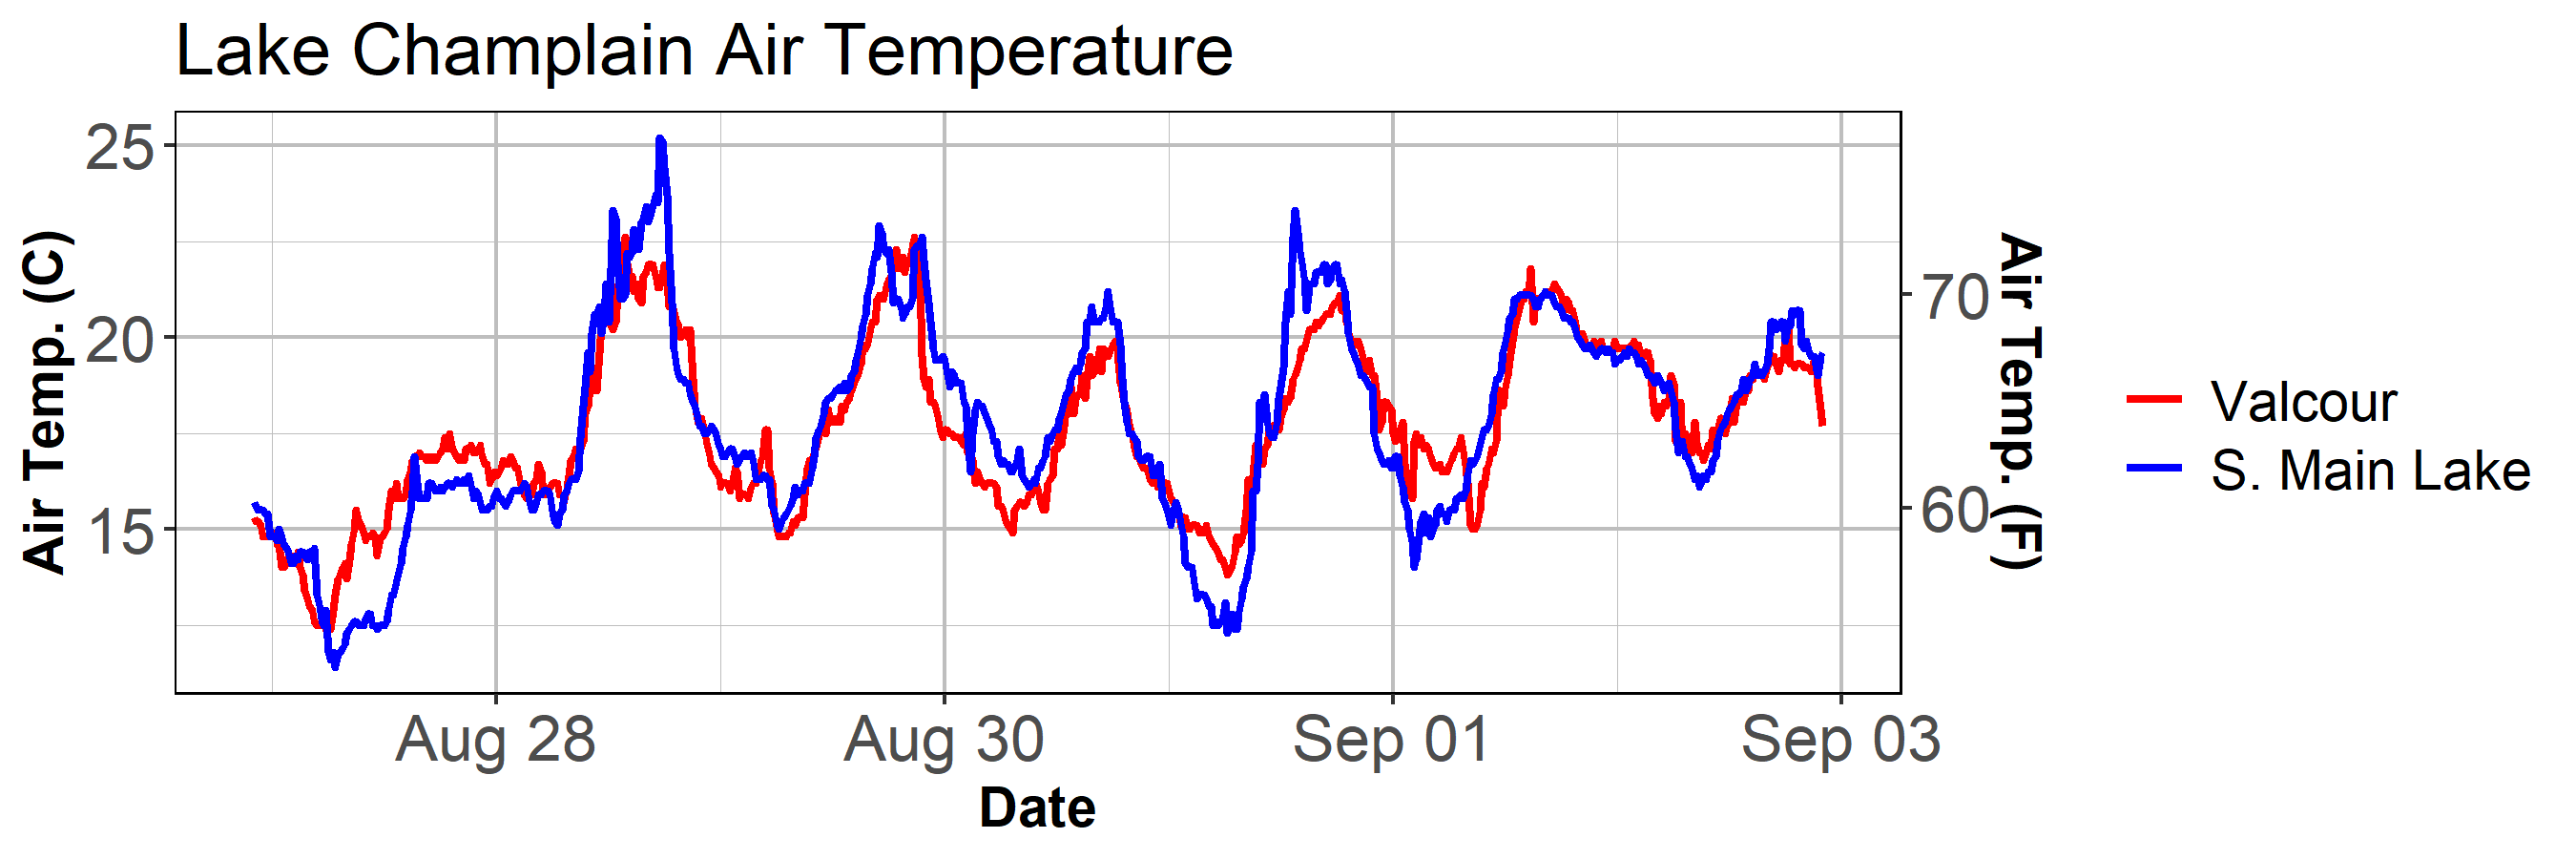 Lake Champlain Air Temperature
Air Temp. (C)
25
20
15
70
60
Air Temp. (F)
Aug 28
Aug 30
Sep 01
Sep 03
Date
Valcour
S. Main Lake